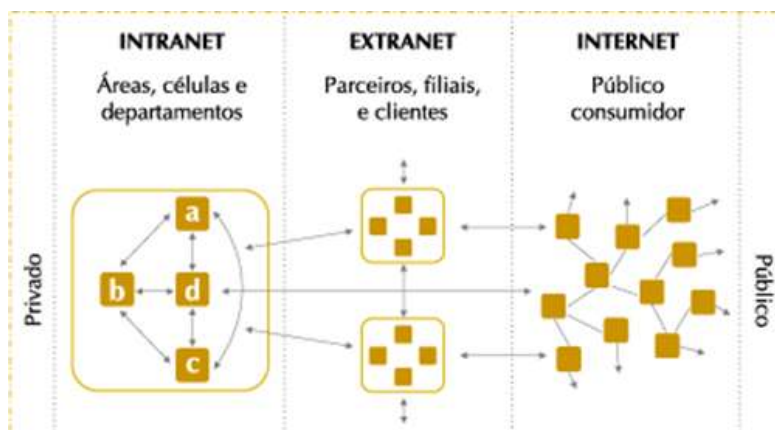 INTRANET
Áreas, células e
departamentos
EXTRANET
Parceiros, filiais,
e clientes
INTERNET
Público
consumidor
Privado
a
b
d
c
Público